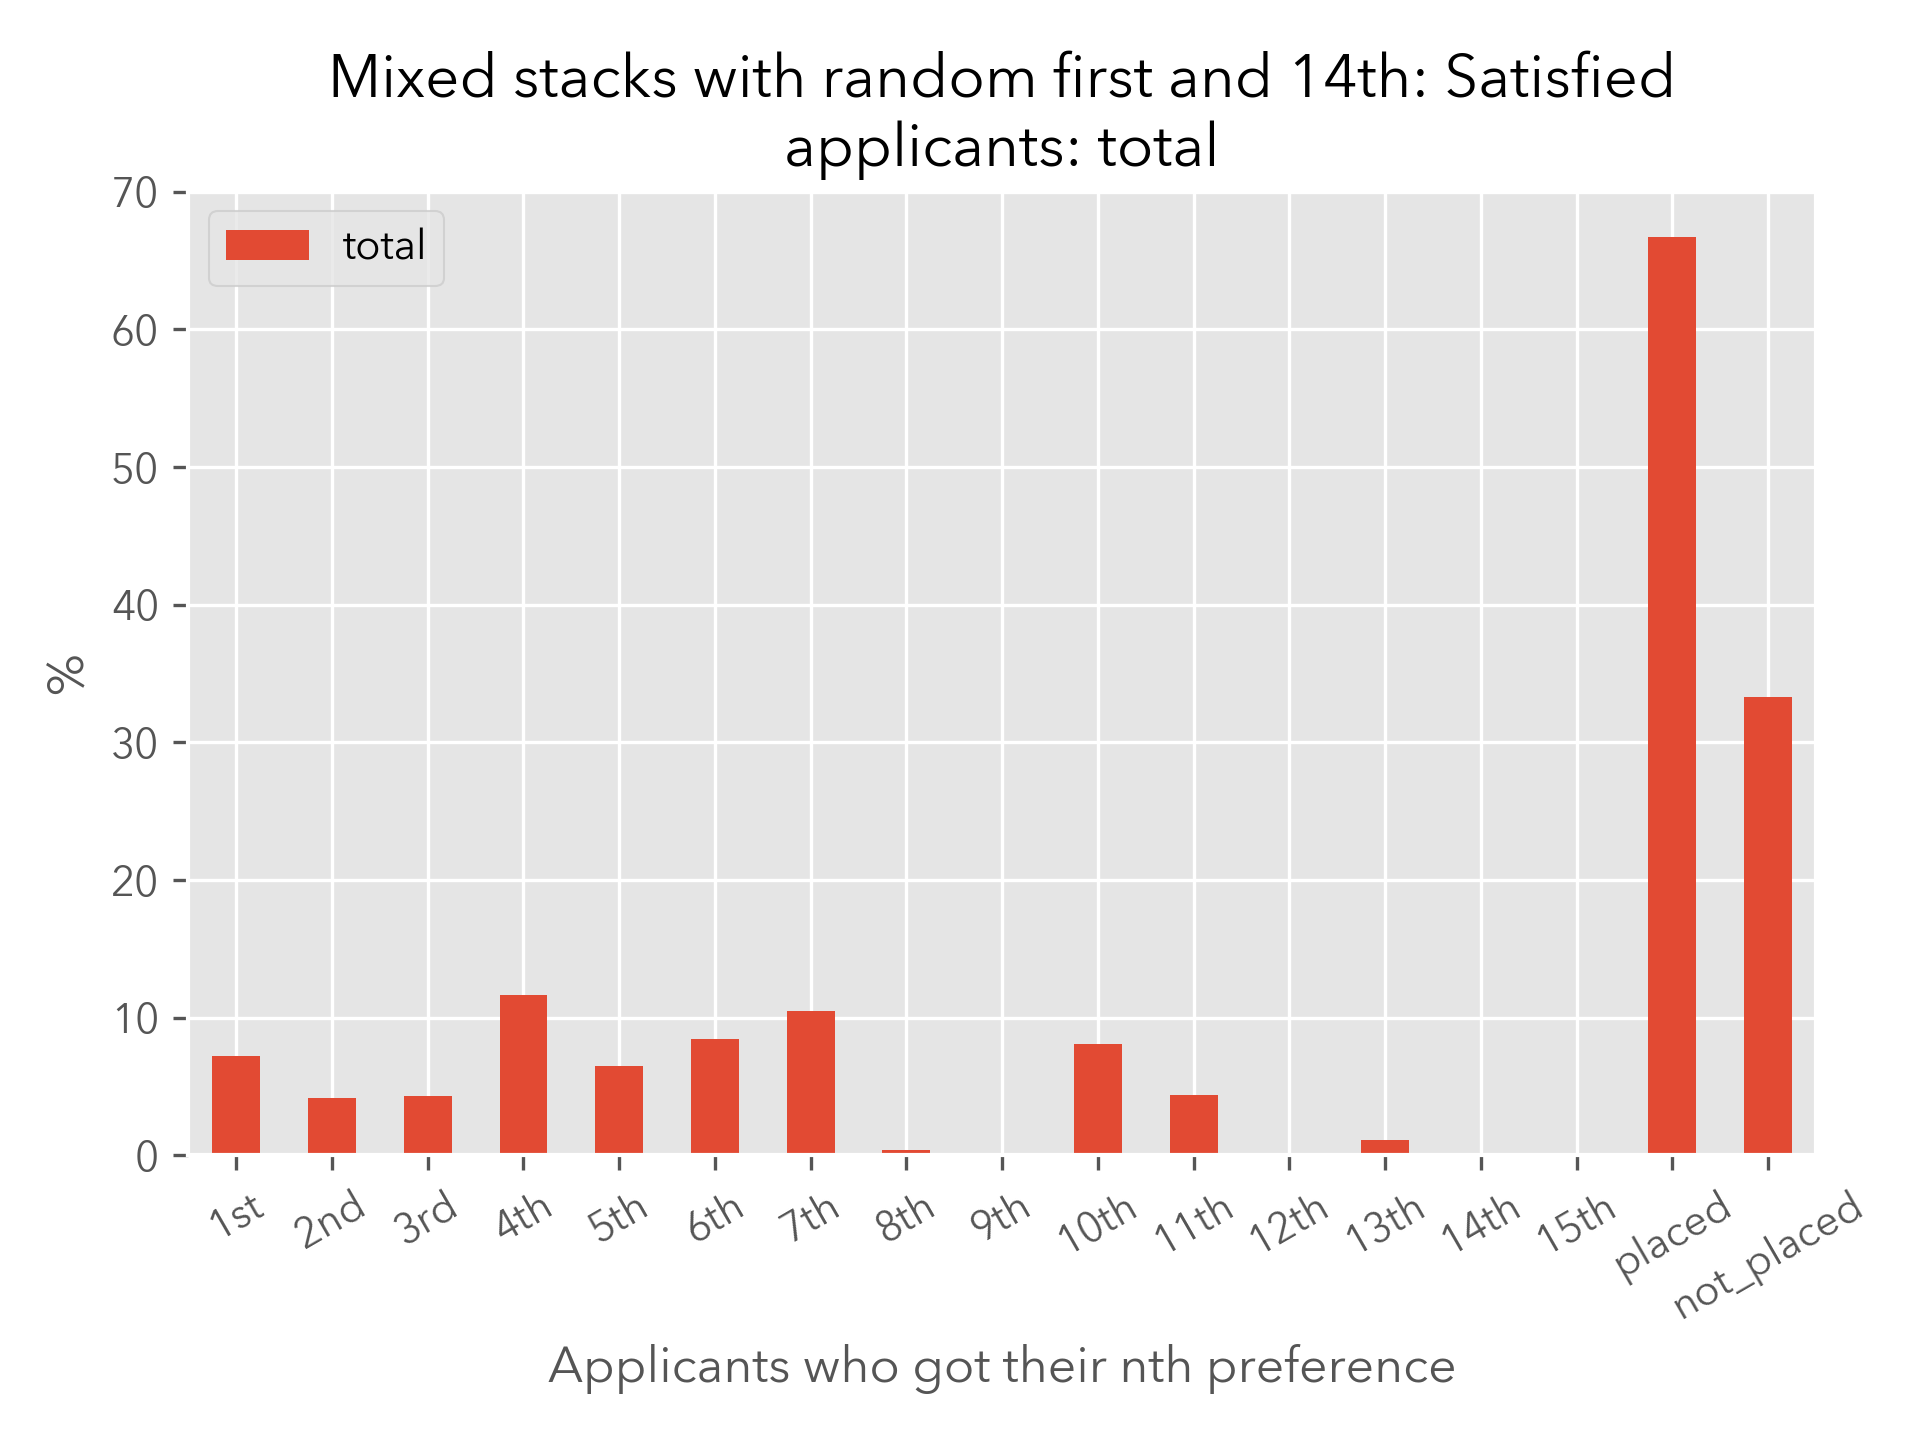 Mixed stacks with random first and 14th: Satisfied
applicants: total
total
70
60
50
40
30
20
10
0
%
1st
2nd
3rd
4th
5th
6th
7th
8th
9th
10th
11th
12th
13th
14th
15th
placed
not_placed
Applicants who got their nth preference